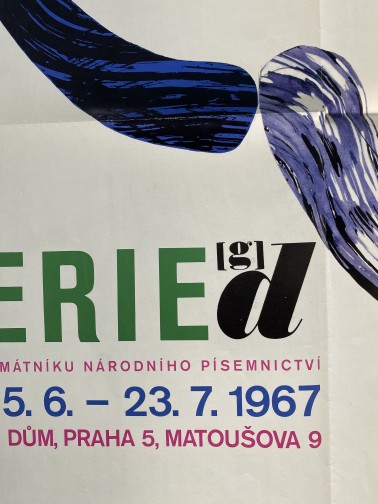 ERIE [g]d
MÁTNÍKU NÁRODNÍHO PÍSEMNICTVÍ
5. 6. – 23. 7. 1967
DŮM, PRAHA 5, MATOUŠOVA 9